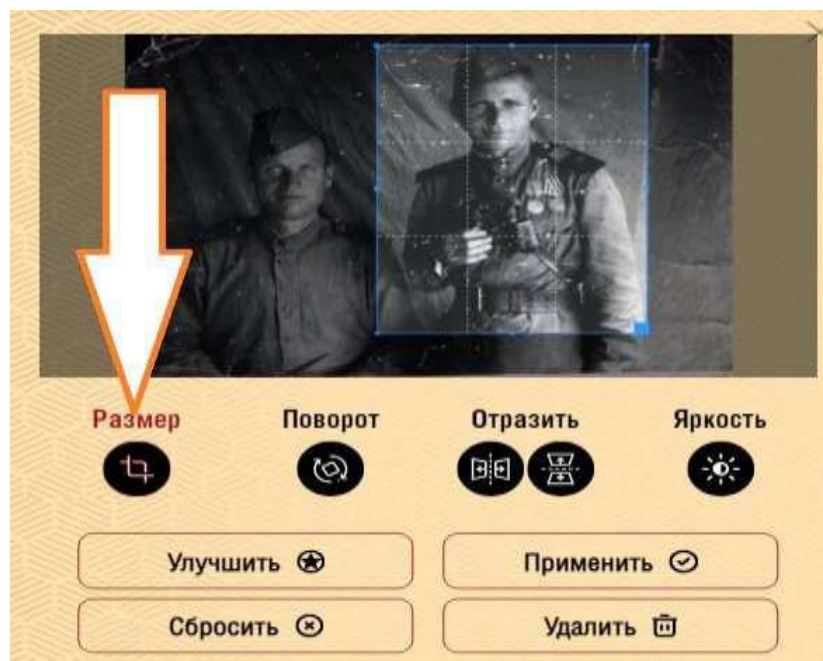 Размер Поворот Отразить Яркость
Улучшить Применить
Сбросить Удалить